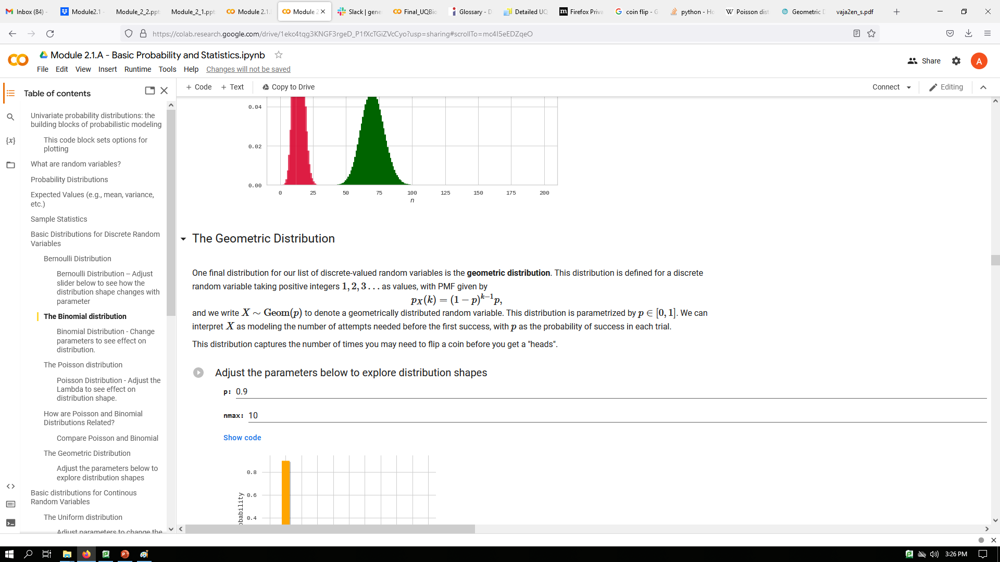 Inbox (84) -
Module2.1 -
Module_2_2.ppt
Module_2_1.ppt
Module 2.1.
Module 2
Slack | gene
Final_UQBio
Glossary - D
Detailed UQ
Firefox Priva
coin flip - G
python - Ho
Poisson dist
Geometric D
vaja2en_s.pdf
https://colab.research.google.com/drive/1ekc4tqg3KNGF3rgeD_P1fXcTGiZVcCyo?usp=sharing#scrollTo=mc4I5eEDZqeO
Module 2.1.A - Basic Probability and Statistics.ipynb
File Edit View Insert Runtime Tools Help Changes will not be saved
Share
A
+ Code + Text Copy to Drive
Connect
Editing
Table of contents
Univariate probability distributions: the
building blocks of probabilistic modeling
This code block sets options for
plotting
What are random variables?
Probability Distributions
Expected Values (e.g., mean, variance,
etc.)
Sample Statistics
Basic Distributions for Discrete Random
Variables
Bernoulli Distribution
Bernoulli Distribution – Adjust
slider below to see how the
distribution shape changes with
parameter
The Binomial distribution
Binomial Distribution - Change
parameters to see effect on
distribution.
The Poisson distribution
Poisson Distribution - Adjust the
Lambda to see effect on
distribution shape.
How are Poisson and Binomial
Distributions Related?
Compare Poisson and Binomial
The Geometric Distribution
Adjust the parameters below to
explore distribution shapes
Basic distributions for Continous
Random Variables
The Uniform distribution
Adjust parameters to change the
0.04
0.02
0.00
0 25 50 75 100 125 150 175 200
n
The Geometric Distribution
One final distribution for our list of discrete-valued random variables is the geometric distribution. This distribution is defined for a discrete
random variable taking positive integers 1, 2, 3 … as values, with PMF given by
p_X(k) = (1 − p)^{k−1}p,
and we write X ∼ Geom(p) to denote a geometrically distributed random variable. This distribution is parametrized by p ∈ [0, 1]. We can
interpret X as modeling the number of attempts needed before the first success, with p as the probability of success in each trial.
This distribution captures the number of times you may need to flip a coin before you get a "heads".
Adjust the parameters below to explore distribution shapes
p: 0.9
nmax: 10
Show code
0.8
0.6
0.4
obability
3:26 PM